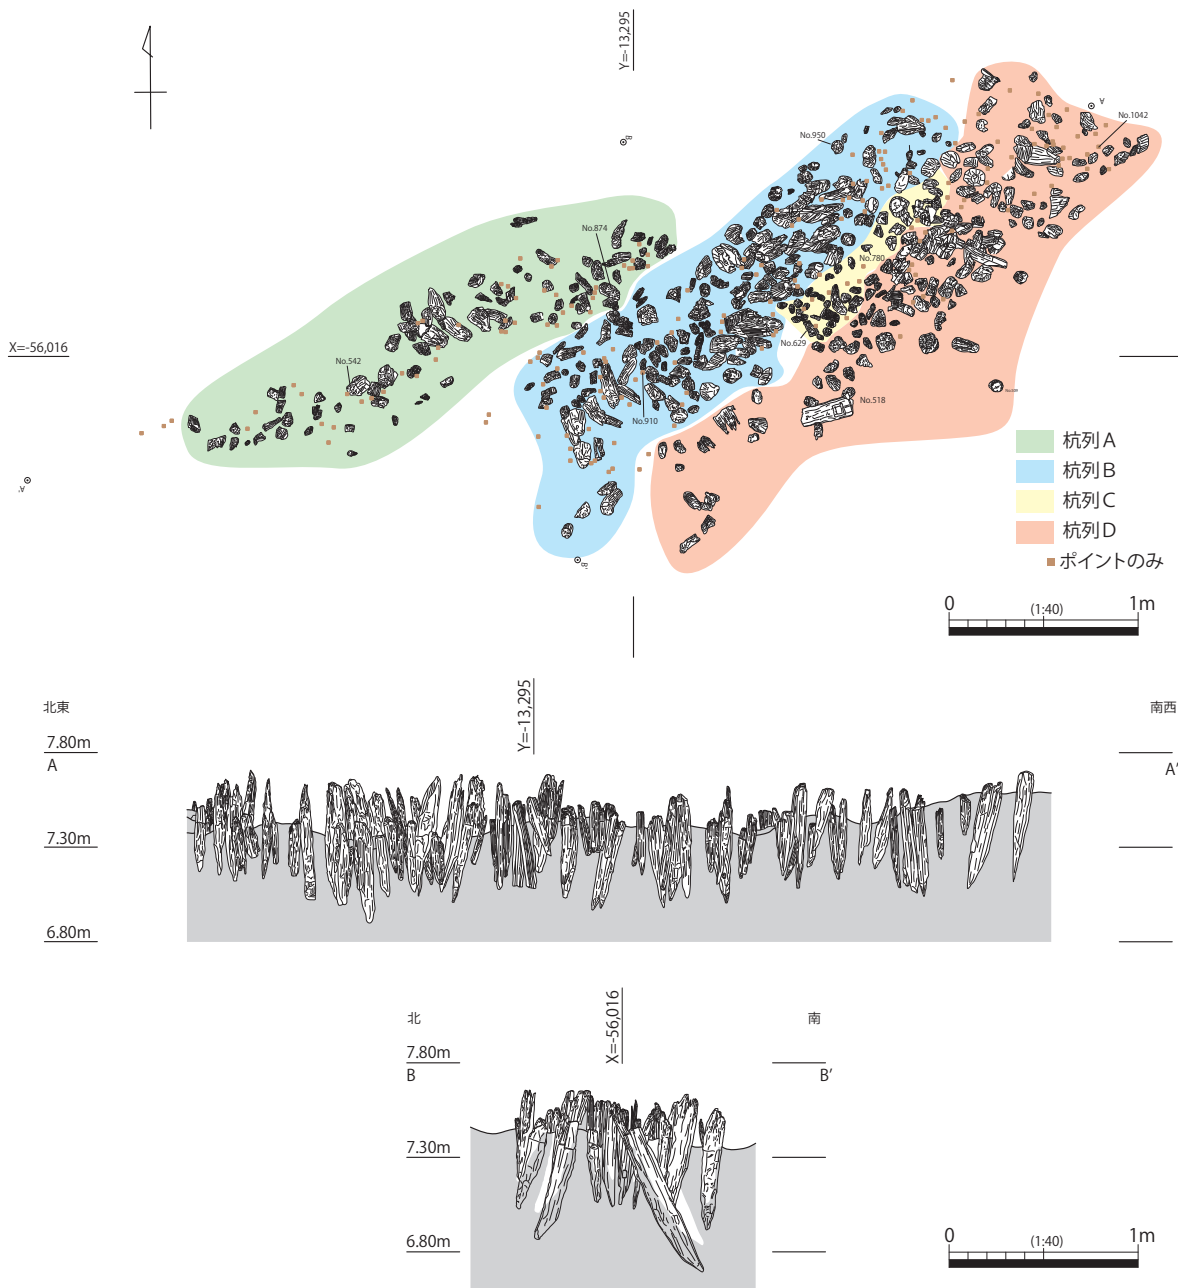 Y=-13,295
A
No.1042
No.950
B
No.874
No.780
X=-56,016
No.629
No.542
No.910
No.518
A'
B'
杭列A
杭列B
杭列C
杭列D
ポイントのみ
0 (1:40) 1m
Y=-13,295
北東 南西
7.80m
A A'
7.30m
6.80m
X=-56,016
北 南
7.80m
B B'
7.30m
6.80m
0 (1:40) 1m